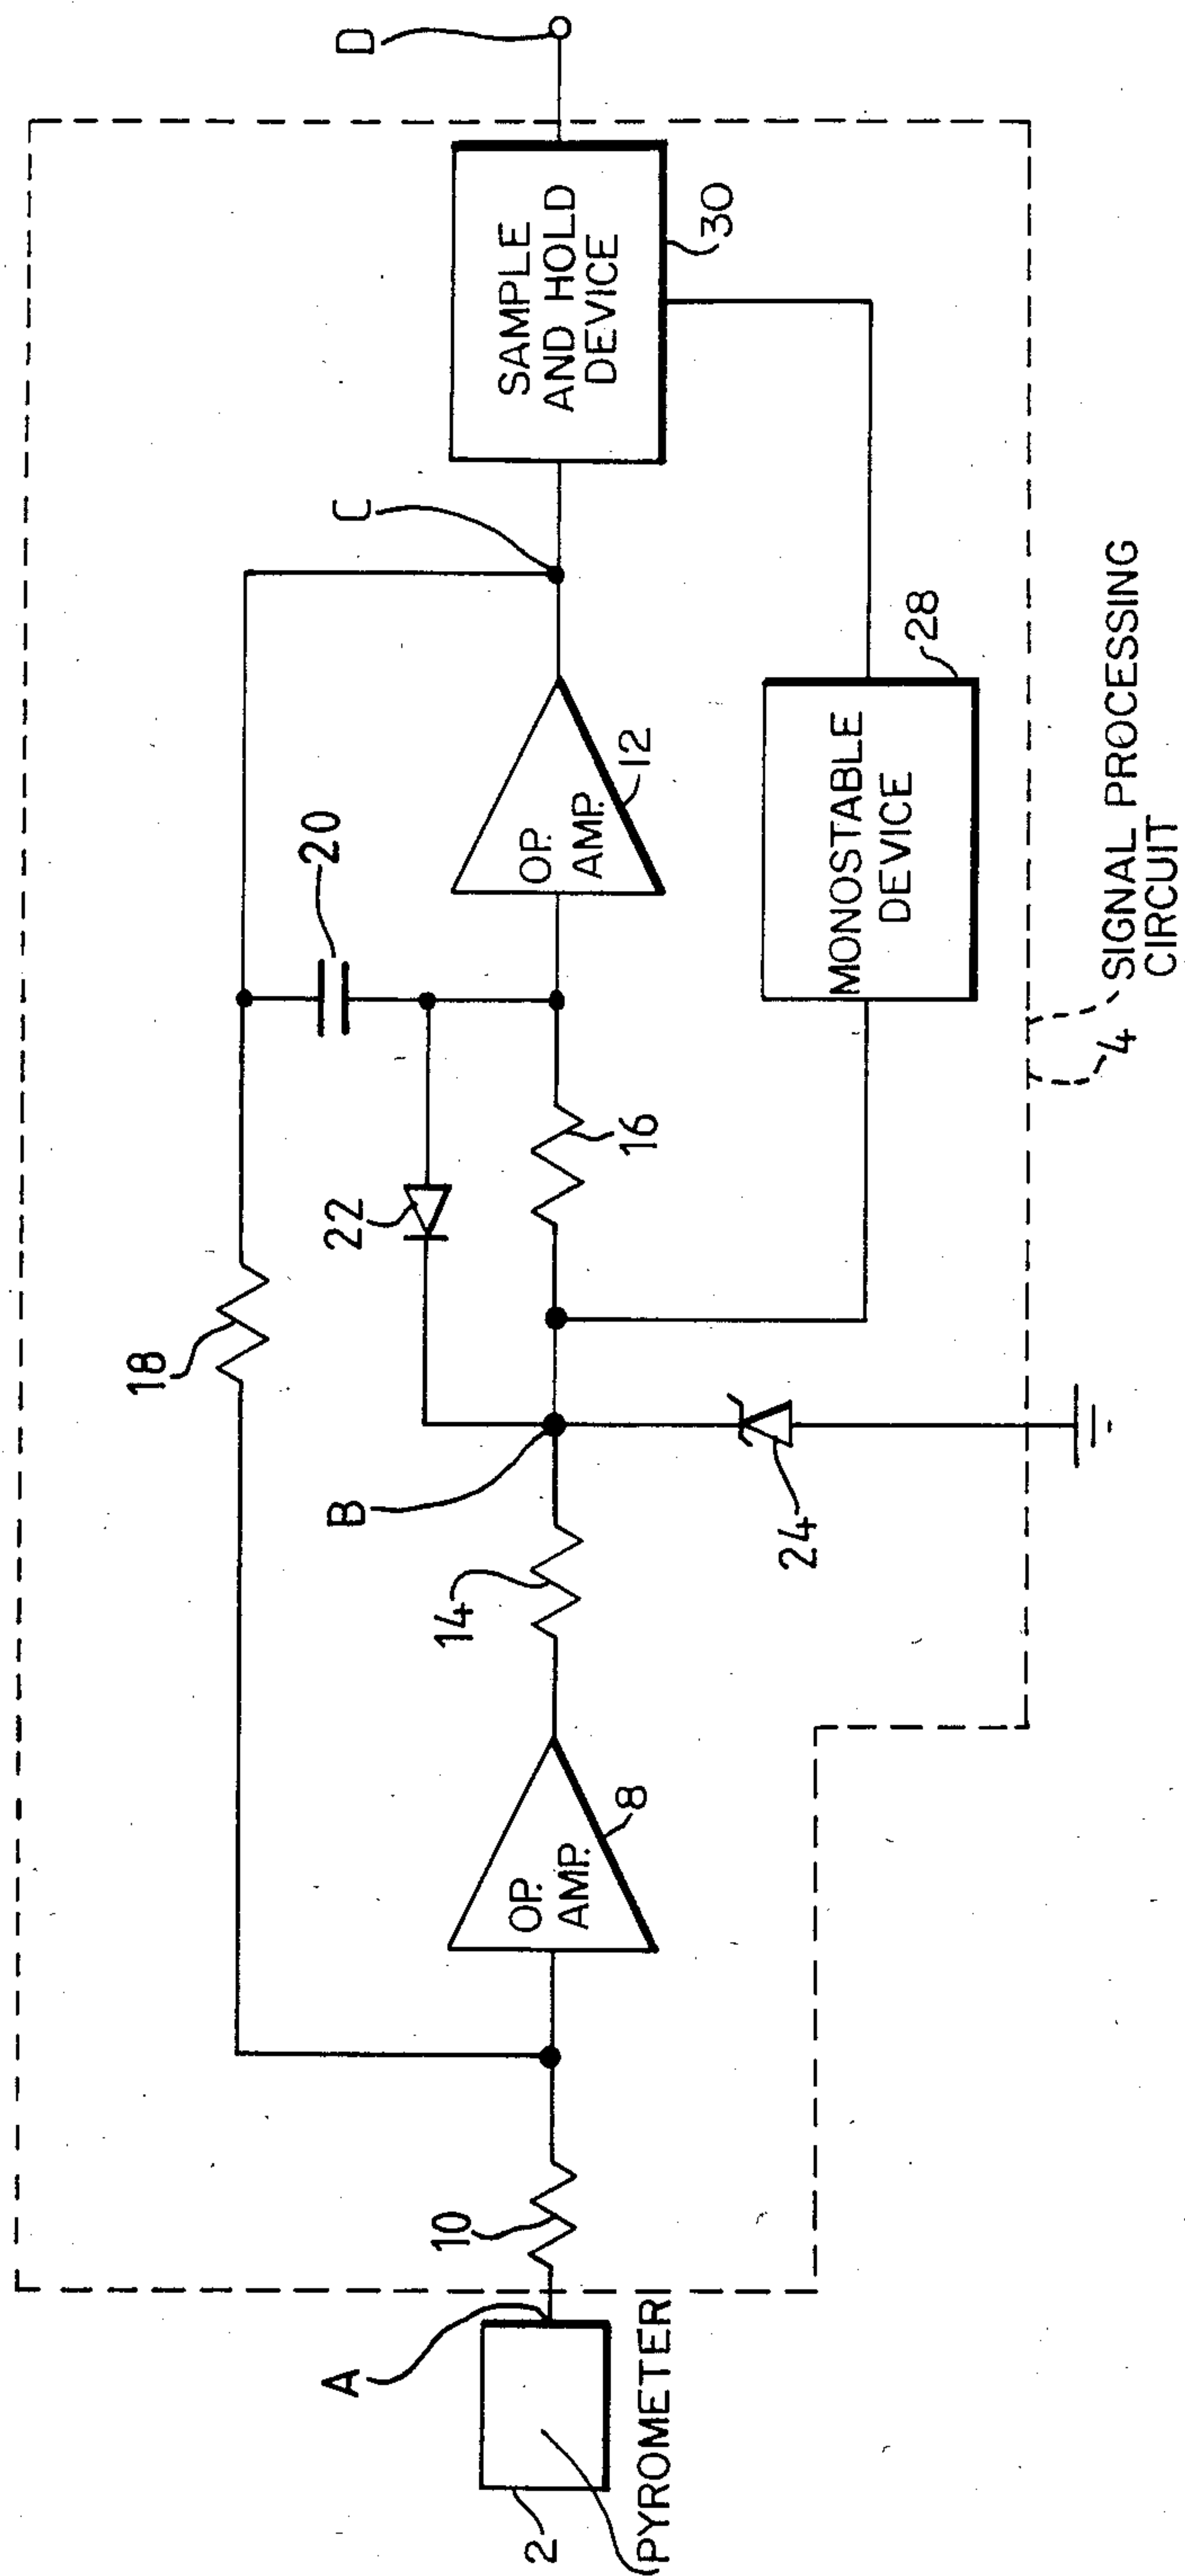 D
SAMPLE
AND HOLD
DEVICE
30
C
20
OP.
AMP.
12
MONOSTABLE
DEVICE
28
22
16
18
B
14
24
OP.
AMP.
8
10
A
2
PYROMETER
4
SIGNAL PROCESSING
CIRCUIT